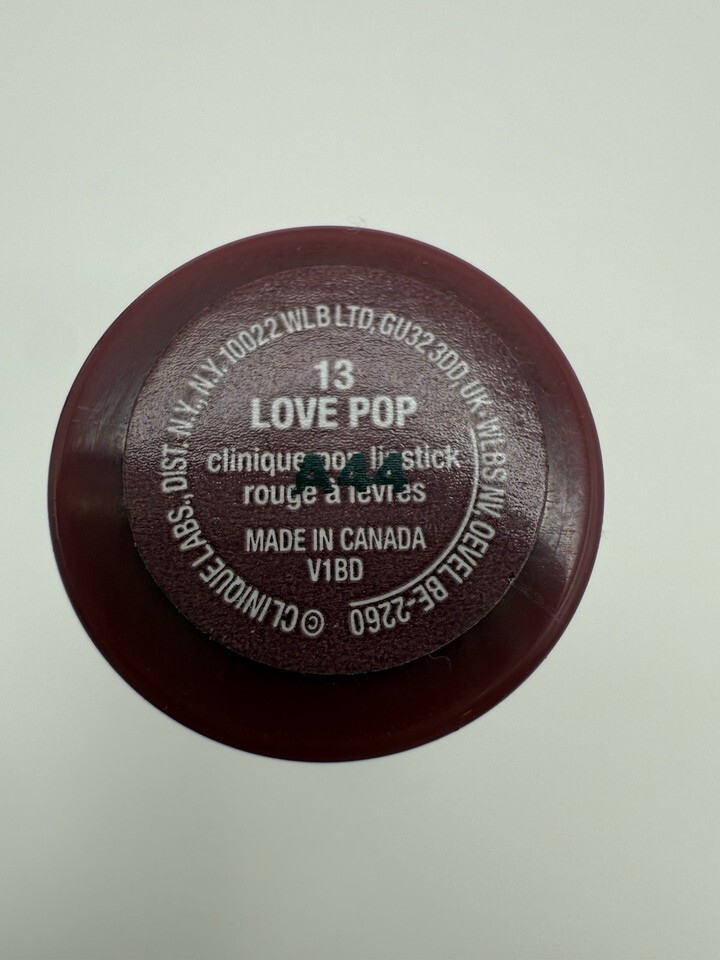 © CLINIQUE LABS., DIST. N.Y., N.Y. 10022 WLB LTD, GU32 3DD, UK · WLBS NV, OEVEL BE-2260
13
LOVE POP
clinique pop lipstick
rouge à lèvres
A44
MADE IN CANADA
V1BD